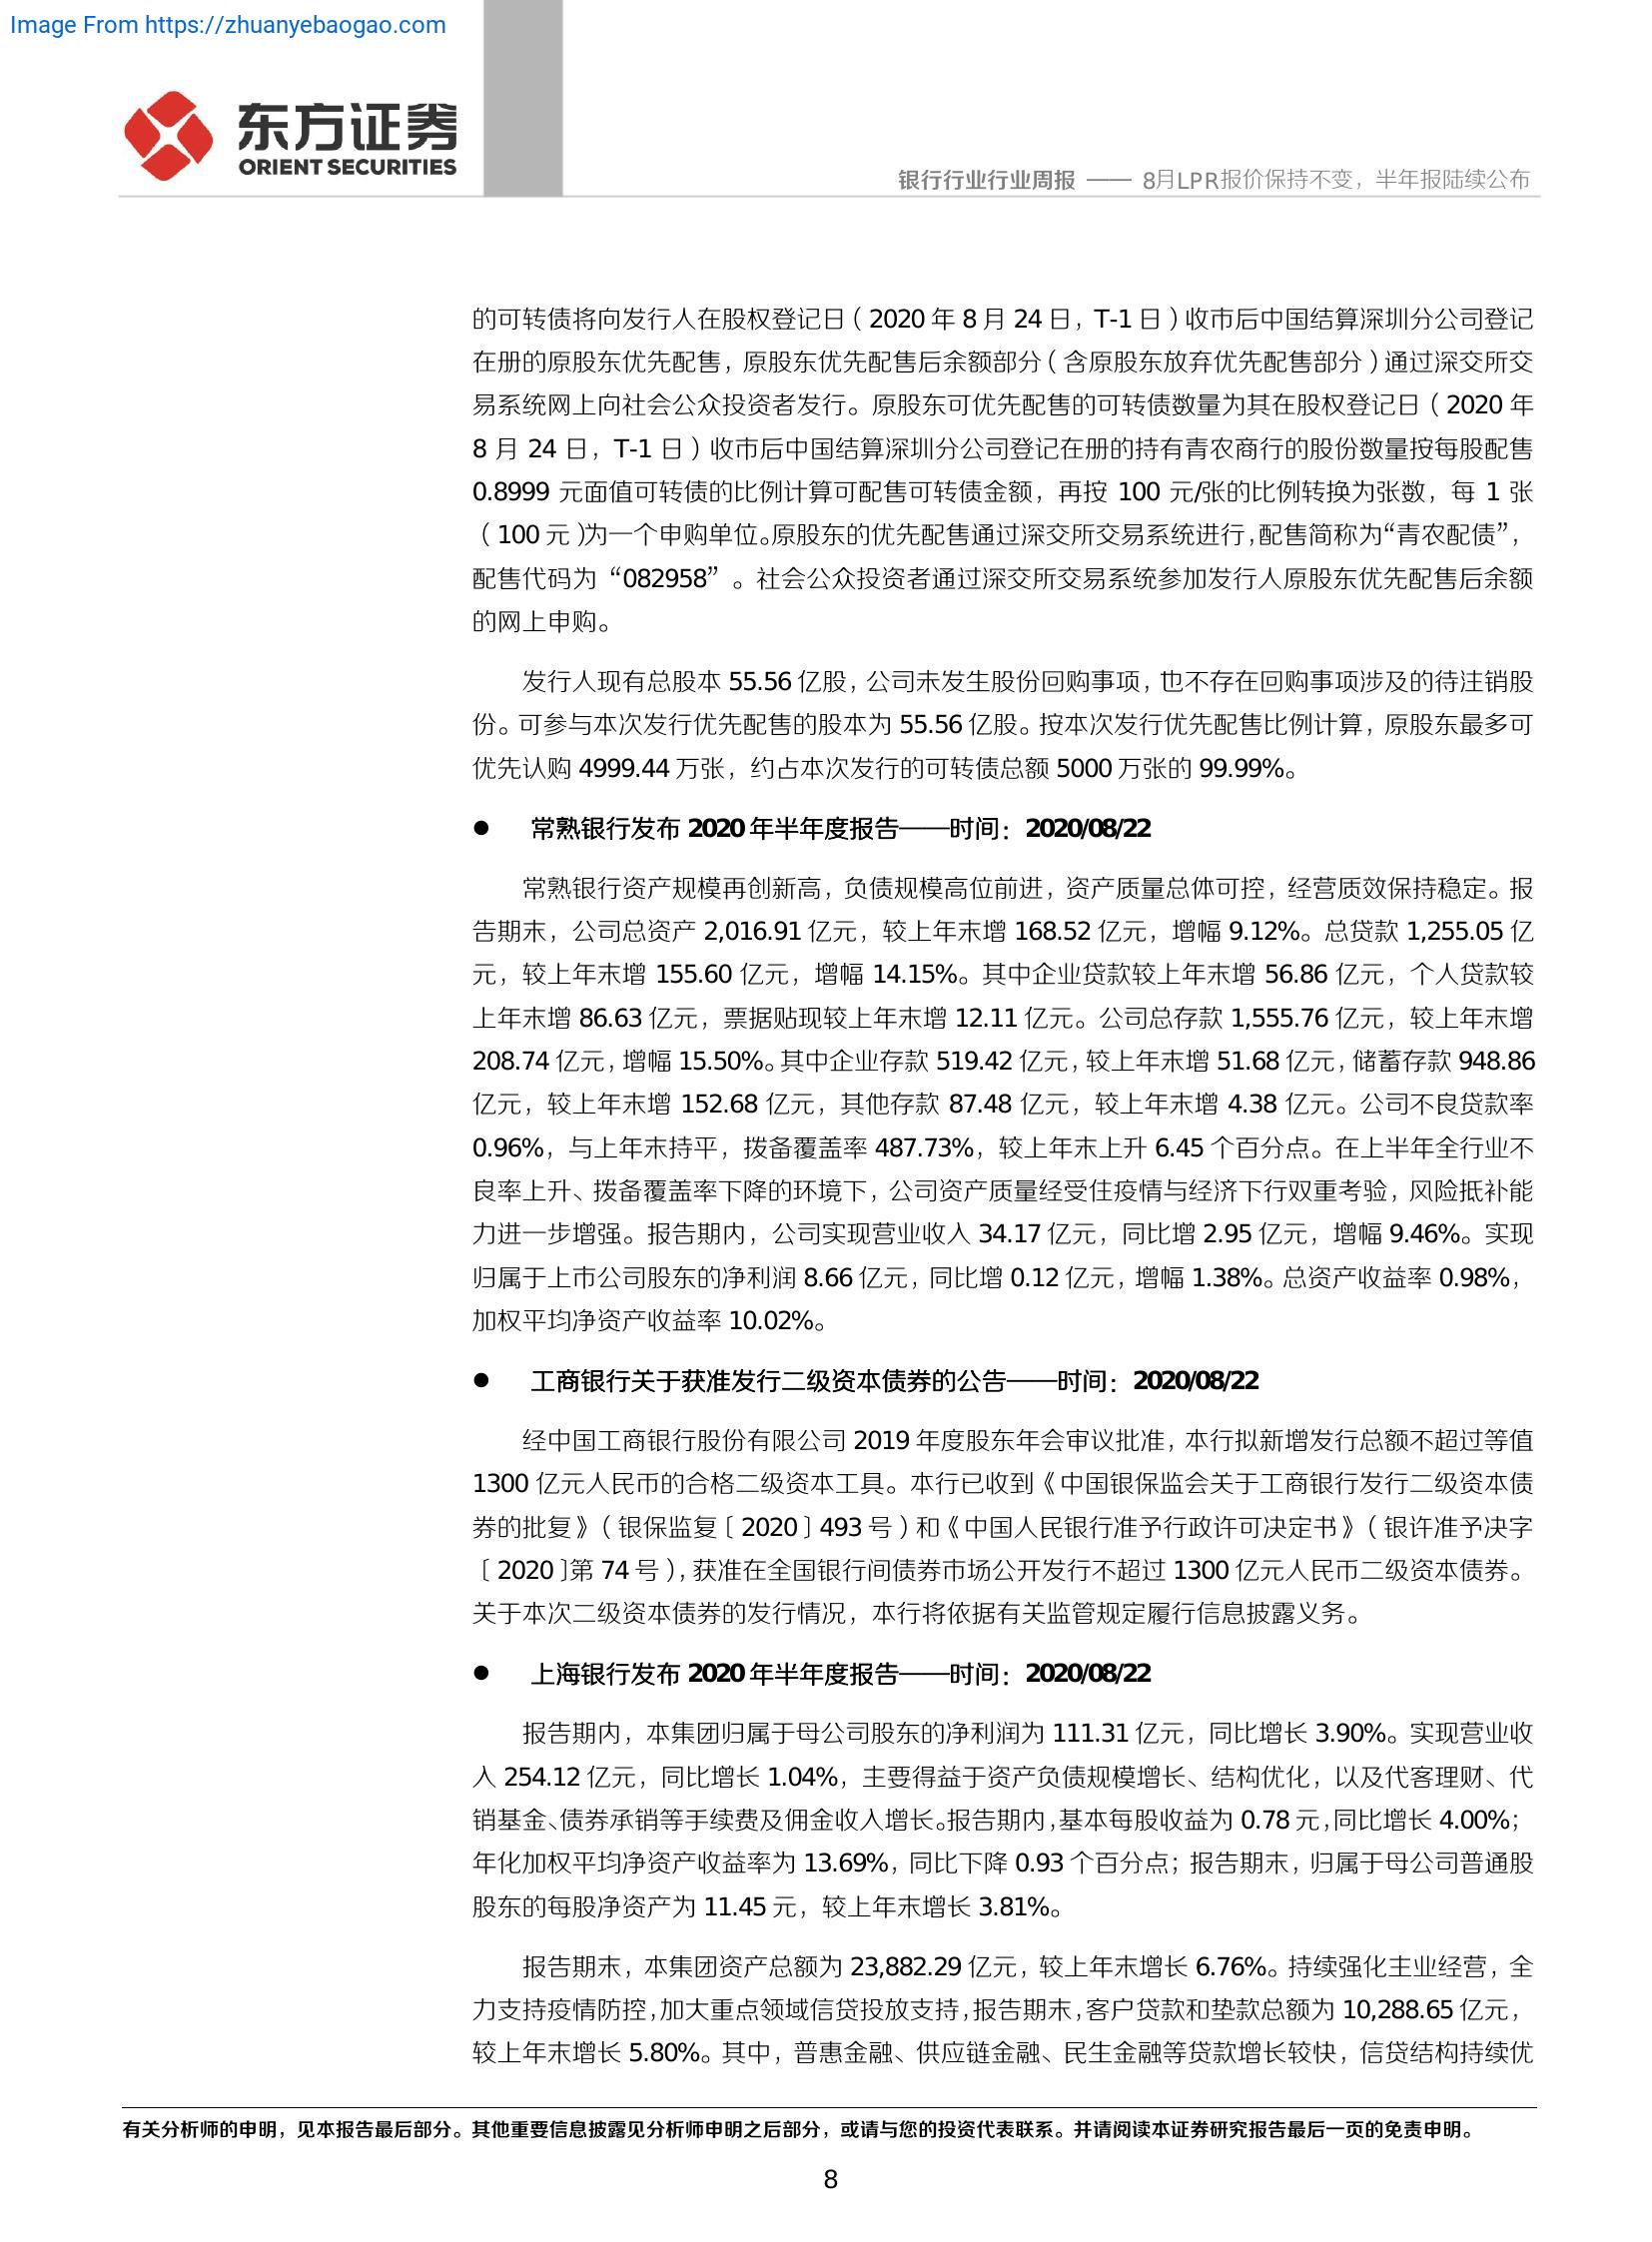 Image From https://zhuanyebaogao.com
东方证券
ORIENT SECURITIES
银行行业行业周报 —— 8月LPR报价保持不变，半年报陆续公布
的可转债将向发行人在股权登记日（2020 年 8 月 24 日，T-1 日）收市后中国结算深圳分公司登记
在册的原股东优先配售，原股东优先配售后余额部分（含原股东放弃优先配售部分）通过深交所交
易系统网上向社会公众投资者发行。原股东可优先配售的可转债数量为其在股权登记日（2020 年
8 月 24 日，T-1 日）收市后中国结算深圳分公司登记在册的持有青农商行的股份数量按每股配售
0.8999 元面值可转债的比例计算可配售可转债金额，再按 100 元/张的比例转换为张数，每 1 张
（100 元）为一个申购单位。原股东的优先配售通过深交所交易系统进行，配售简称为“青农配债”，
配售代码为“082958”。社会公众投资者通过深交所交易系统参加发行人原股东优先配售后余额
的网上申购。
发行人现有总股本 55.56 亿股，公司未发生股份回购事项，也不存在回购事项涉及的待注销股
份。可参与本次发行优先配售的股本为 55.56 亿股。按本次发行优先配售比例计算，原股东最多可
优先认购 4999.44 万张，约占本次发行的可转债总额 5000 万张的 99.99%。
● 常熟银行发布 2020 年半年度报告——时间：2020/08/22
常熟银行资产规模再创新高，负债规模高位前进，资产质量总体可控，经营质效保持稳定。报
告期末，公司总资产 2,016.91 亿元，较上年末增 168.52 亿元，增幅 9.12%。总贷款 1,255.05 亿
元，较上年末增 155.60 亿元，增幅 14.15%。其中企业贷款较上年末增 56.86 亿元，个人贷款较
上年末增 86.63 亿元，票据贴现较上年末增 12.11 亿元。公司总存款 1,555.76 亿元，较上年末增
208.74 亿元，增幅 15.50%。其中企业存款 519.42 亿元，较上年末增 51.68 亿元，储蓄存款 948.86
亿元，较上年末增 152.68 亿元，其他存款 87.48 亿元，较上年末增 4.38 亿元。公司不良贷款率
0.96%，与上年末持平，拨备覆盖率 487.73%，较上年末上升 6.45 个百分点。在上半年全行业不
良率上升、拨备覆盖率下降的环境下，公司资产质量经受住疫情与经济下行双重考验，风险抵补能
力进一步增强。报告期内，公司实现营业收入 34.17 亿元，同比增 2.95 亿元，增幅 9.46%。实现
归属于上市公司股东的净利润 8.66 亿元，同比增 0.12 亿元，增幅 1.38%。总资产收益率 0.98%，
加权平均净资产收益率 10.02%。
● 工商银行关于获准发行二级资本债券的公告——时间：2020/08/22
经中国工商银行股份有限公司 2019 年度股东年会审议批准，本行拟新增发行总额不超过等值
1300 亿元人民币的合格二级资本工具。本行已收到《中国银保监会关于工商银行发行二级资本债
券的批复》（银保监复〔2020〕493 号）和《中国人民银行准予行政许可决定书》（银许准予决字
〔2020〕第 74 号），获准在全国银行间债券市场公开发行不超过 1300 亿元人民币二级资本债券。
关于本次二级资本债券的发行情况，本行将依据有关监管规定履行信息披露义务。
● 上海银行发布 2020 年半年度报告——时间：2020/08/22
报告期内，本集团归属于母公司股东的净利润为 111.31 亿元，同比增长 3.90%。实现营业收
入 254.12 亿元，同比增长 1.04%，主要得益于资产负债规模增长、结构优化，以及代客理财、代
销基金、债券承销等手续费及佣金收入增长。报告期内，基本每股收益为 0.78 元，同比增长 4.00%；
年化加权平均净资产收益率为 13.69%，同比下降 0.93 个百分点；报告期末，归属于母公司普通股
股东的每股净资产为 11.45 元，较上年末增长 3.81%。
报告期末，本集团资产总额为 23,882.29 亿元，较上年末增长 6.76%。持续强化主业经营，全
力支持疫情防控，加大重点领域信贷投放支持，报告期末，客户贷款和垫款总额为 10,288.65 亿元，
较上年末增长 5.80%。其中，普惠金融、供应链金融、民生金融等贷款增长较快，信贷结构持续优
有关分析师的申明，见本报告最后部分。其他重要信息披露见分析师申明之后部分，或请与您的投资代表联系。并请阅读本证券研究报告最后一页的免责申明。
8